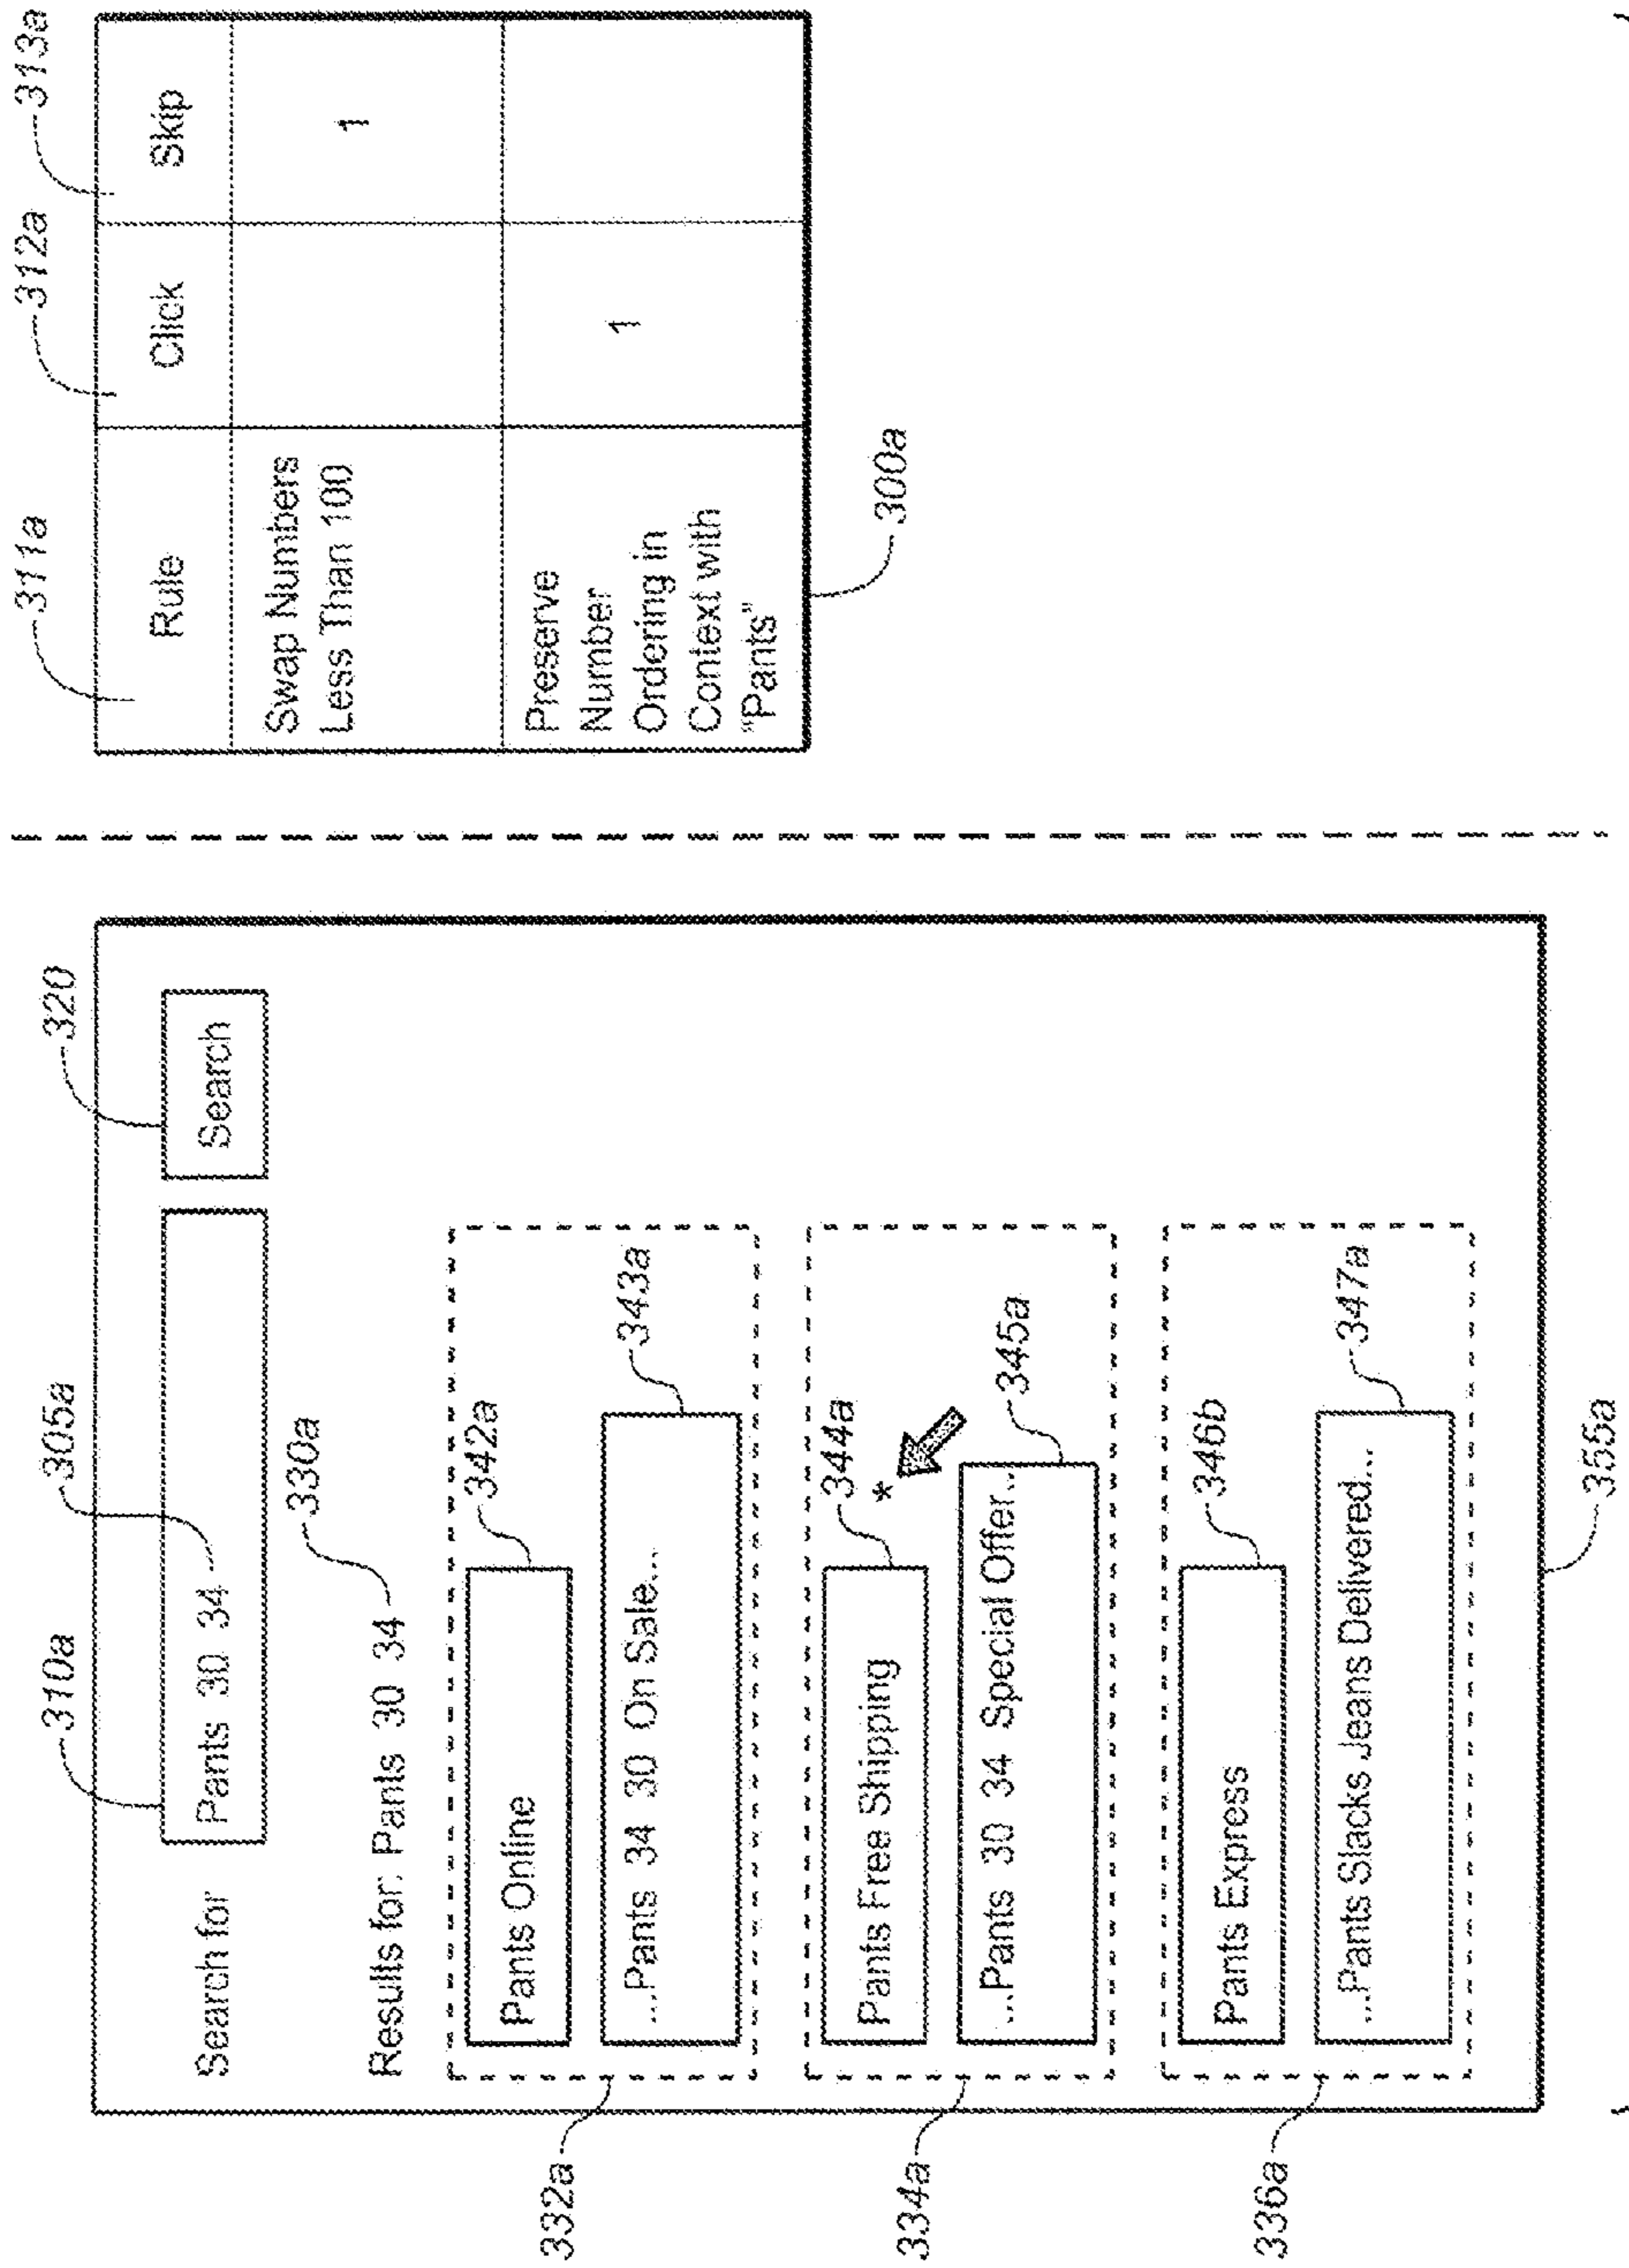 310a
305a
320
Search for
Pants 30 34
Search
Results for: Pants 30 34
330a
332a
Pants Online
342a
...Pants 34 30 On Sale...
343a
334a
Pants Free Shipping
344a
*
...Pants 30 34 Special Offer...
345a
336a
Pants Express
346b
...Pants Slacks Jeans Delivered...
347a
355a
311a
312a
313a
Rule
Click
Skip
Swap Numbers
Less Than 100
1
Preserve
Number
Ordering in
Context with
"Pants"
1
300a